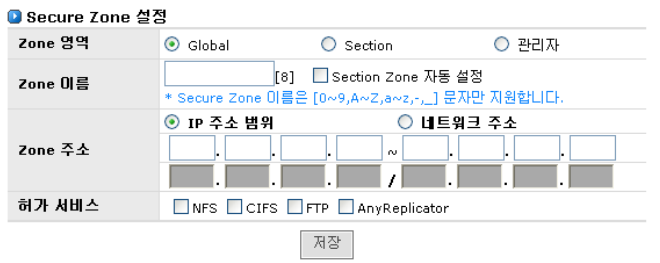 Secure Zone 설정
Zone 영역 Global Section 관리자
Zone 이름 [8] Section Zone 자동 설정
* Secure Zone 이름은 [0~9,A~Z,a~z,-,_] 문자만 지원합니다.
Zone 주소 IP 주소 범위 네트워크 주소
. . . ~ . . .
. . . / . . .
허가 서비스 NFS CIFS FTP AnyReplicator
저장